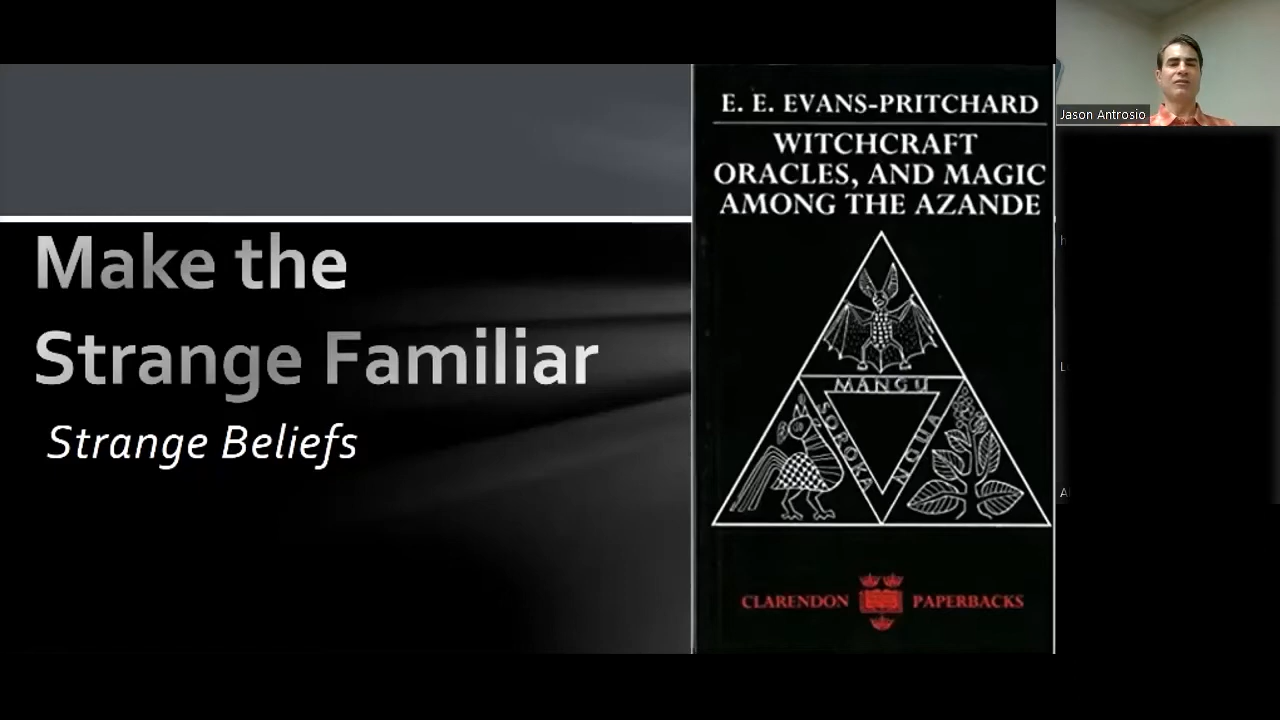 Make the
Strange Familiar
Strange Beliefs
E. E. EVANS-PRITCHARD
WITCHCRAFT
ORACLES, AND MAGIC
AMONG THE AZANDE
MANGU
SOROKA
NGUA
CLARENDON PAPERBACKS
Jason Antrosio